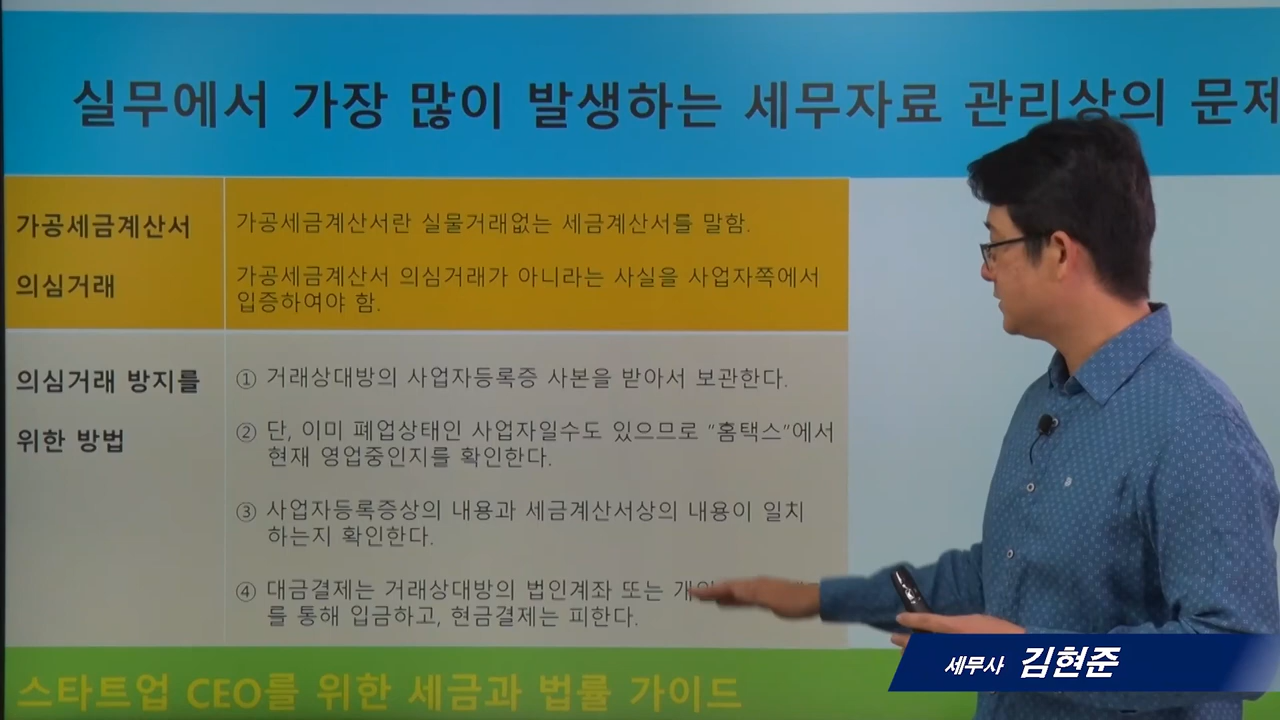 실무에서 가장 많이 발생하는 세무자료 관리상의 문제
가공세금계산서
의심거래
가공세금계산서란 실물거래없는 세금계산서를 말함.
가공세금계산서 의심거래가 아니라는 사실을 사업자쪽에서
입증하여야 함.
의심거래 방지를
위한 방법
① 거래상대방의 사업자등록증 사본을 받아서 보관한다.
② 단, 이미 폐업상태인 사업자일수도 있으므로 “홈택스”에서
현재 영업중인지를 확인한다.
③ 사업자등록증상의 내용과 세금계산서상의 내용이 일치
하는지 확인한다.
④ 대금결제는 거래상대방의 법인계좌 또는
를 통해 입금하고, 현금결제는 피한다.
스타트업 CEO를 위한 세금과 법률 가이드
세무사 김현준